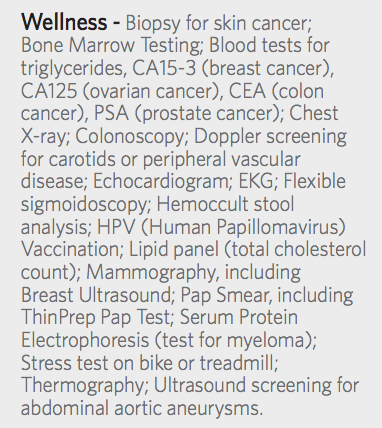 Wellness - Biopsy for skin cancer;
Bone Marrow Testing; Blood tests for
triglycerides, CA15-3 (breast cancer),
CA125 (ovarian cancer), CEA (colon
cancer), PSA (prostate cancer); Chest
X-ray; Colonoscopy; Doppler screening
for carotids or peripheral vascular
disease; Echocardiogram; EKG; Flexible
sigmoidoscopy; Hemoccult stool
analysis; HPV (Human Papillomavirus)
Vaccination; Lipid panel (total cholesterol
count); Mammography, including
Breast Ultrasound; Pap Smear, including
ThinPrep Pap Test; Serum Protein
Electrophoresis (test for myeloma);
Stress test on bike or treadmill;
Thermography; Ultrasound screening for
abdominal aortic aneurysms.